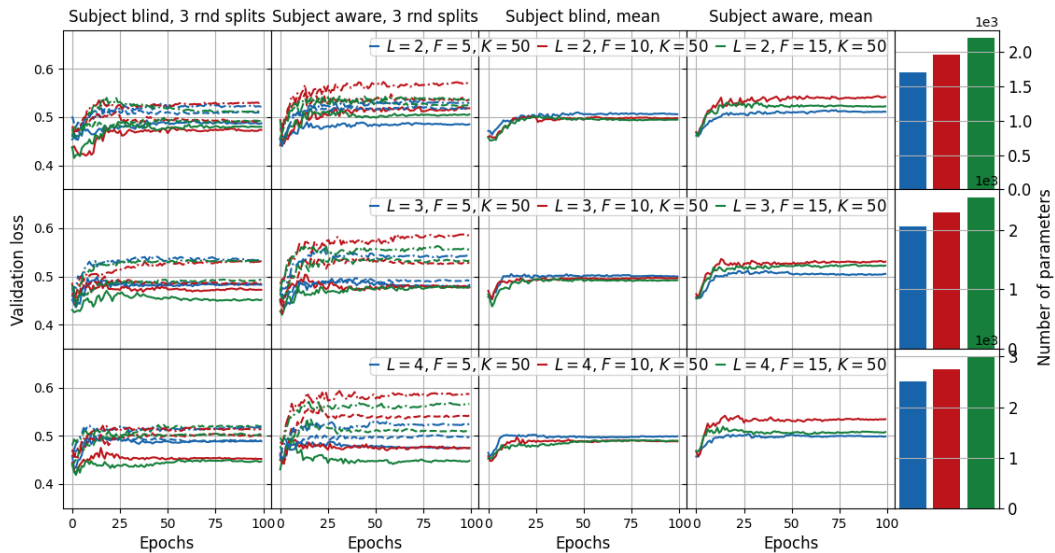 Subject blind, 3 rnd splits Subject aware, 3 rnd splits Subject blind, mean Subject aware, mean 1e3
L = 2, F = 5, K = 50 L = 2, F = 10, K = 50 L = 2, F = 15, K = 50
0.6
0.5
0.4
2.0
1.5
1.0
0.5
0.0
1e3
L = 3, F = 5, K = 50 L = 3, F = 10, K = 50 L = 3, F = 15, K = 50
0.6
0.5
0.4
2
1
0
Validation loss
Number of parameters
1e3
L = 4, F = 5, K = 50 L = 4, F = 10, K = 50 L = 4, F = 15, K = 50
0.6
0.5
0.4
3
2
1
0
0 25 50 75 100 0 25 50 75 100 0 25 50 75 100 0 25 50 75 100
Epochs Epochs Epochs Epochs